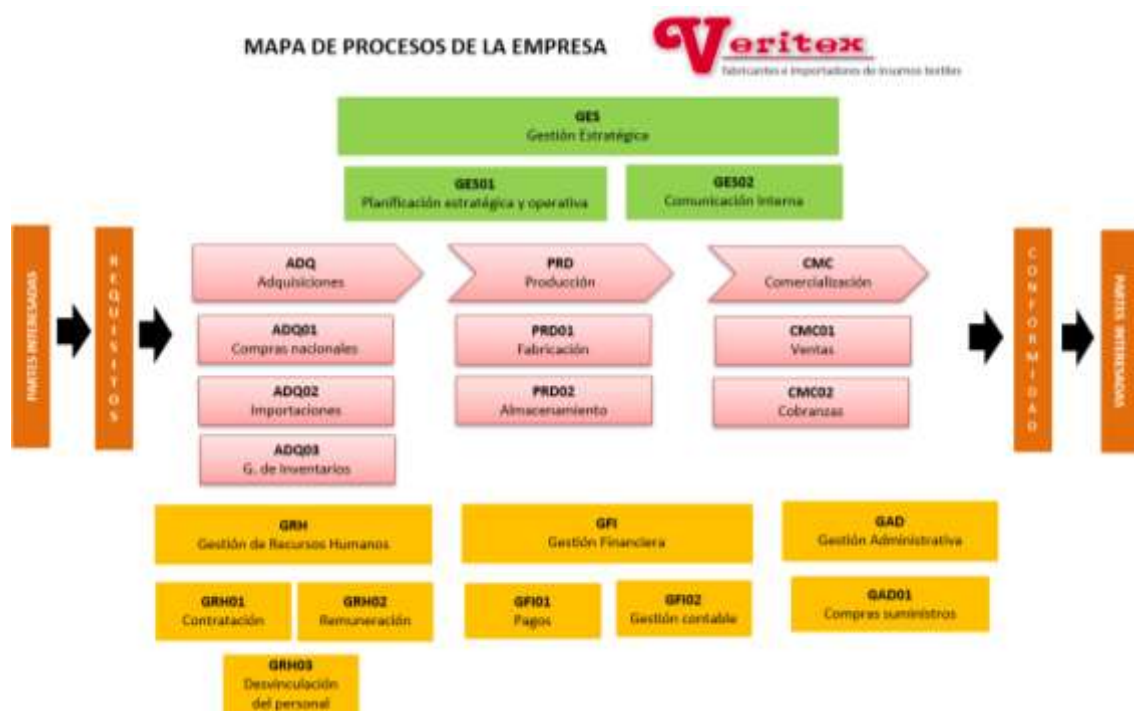 MAPA DE PROCESOS DE LA EMPRESA
Veritex
Fabricantes e importadores de insumos textiles
GES
Gestión Estratégica
GES01
Planificación estratégica y operativa
GES02
Comunicación Interna
PARTES INTERESADAS
REQUISITOS
ADQ
Adquisiciones
PRD
Producción
CMC
Comercialización
ADQ01
Compras nacionales
PRD01
Fabricación
CMC01
Ventas
ADQ02
Importaciones
PRD02
Almacenamiento
CMC02
Cobranzas
ADQ03
G. de Inventarios
CONFORMIDAD
PARTES INTERESADAS
GRH
Gestión de Recursos Humanos
GFI
Gestión Financiera
GAD
Gestión Administrativa
GRH01
Contratación
GRH02
Remuneración
GFI01
Pagos
GFI02
Gestión contable
GAD01
Compras suministros
GRH03
Desvinculación
del personal